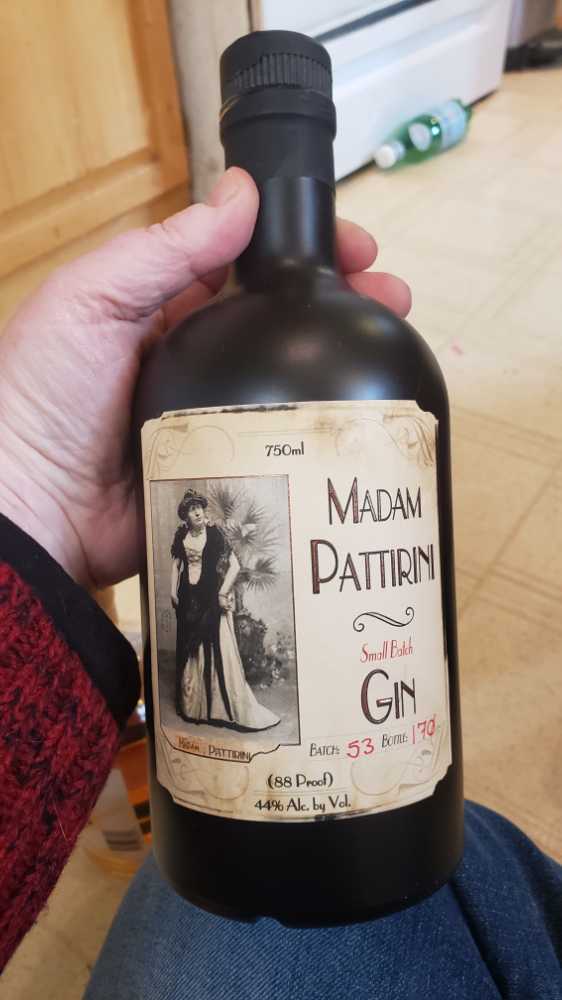 750ml
MADAM
PATTIRINI
Small Batch
GIN
MADAM PATTIRINI
BATCH: 53 BOTTLE: 170
(88 Proof)
44% Alc. by Vol.